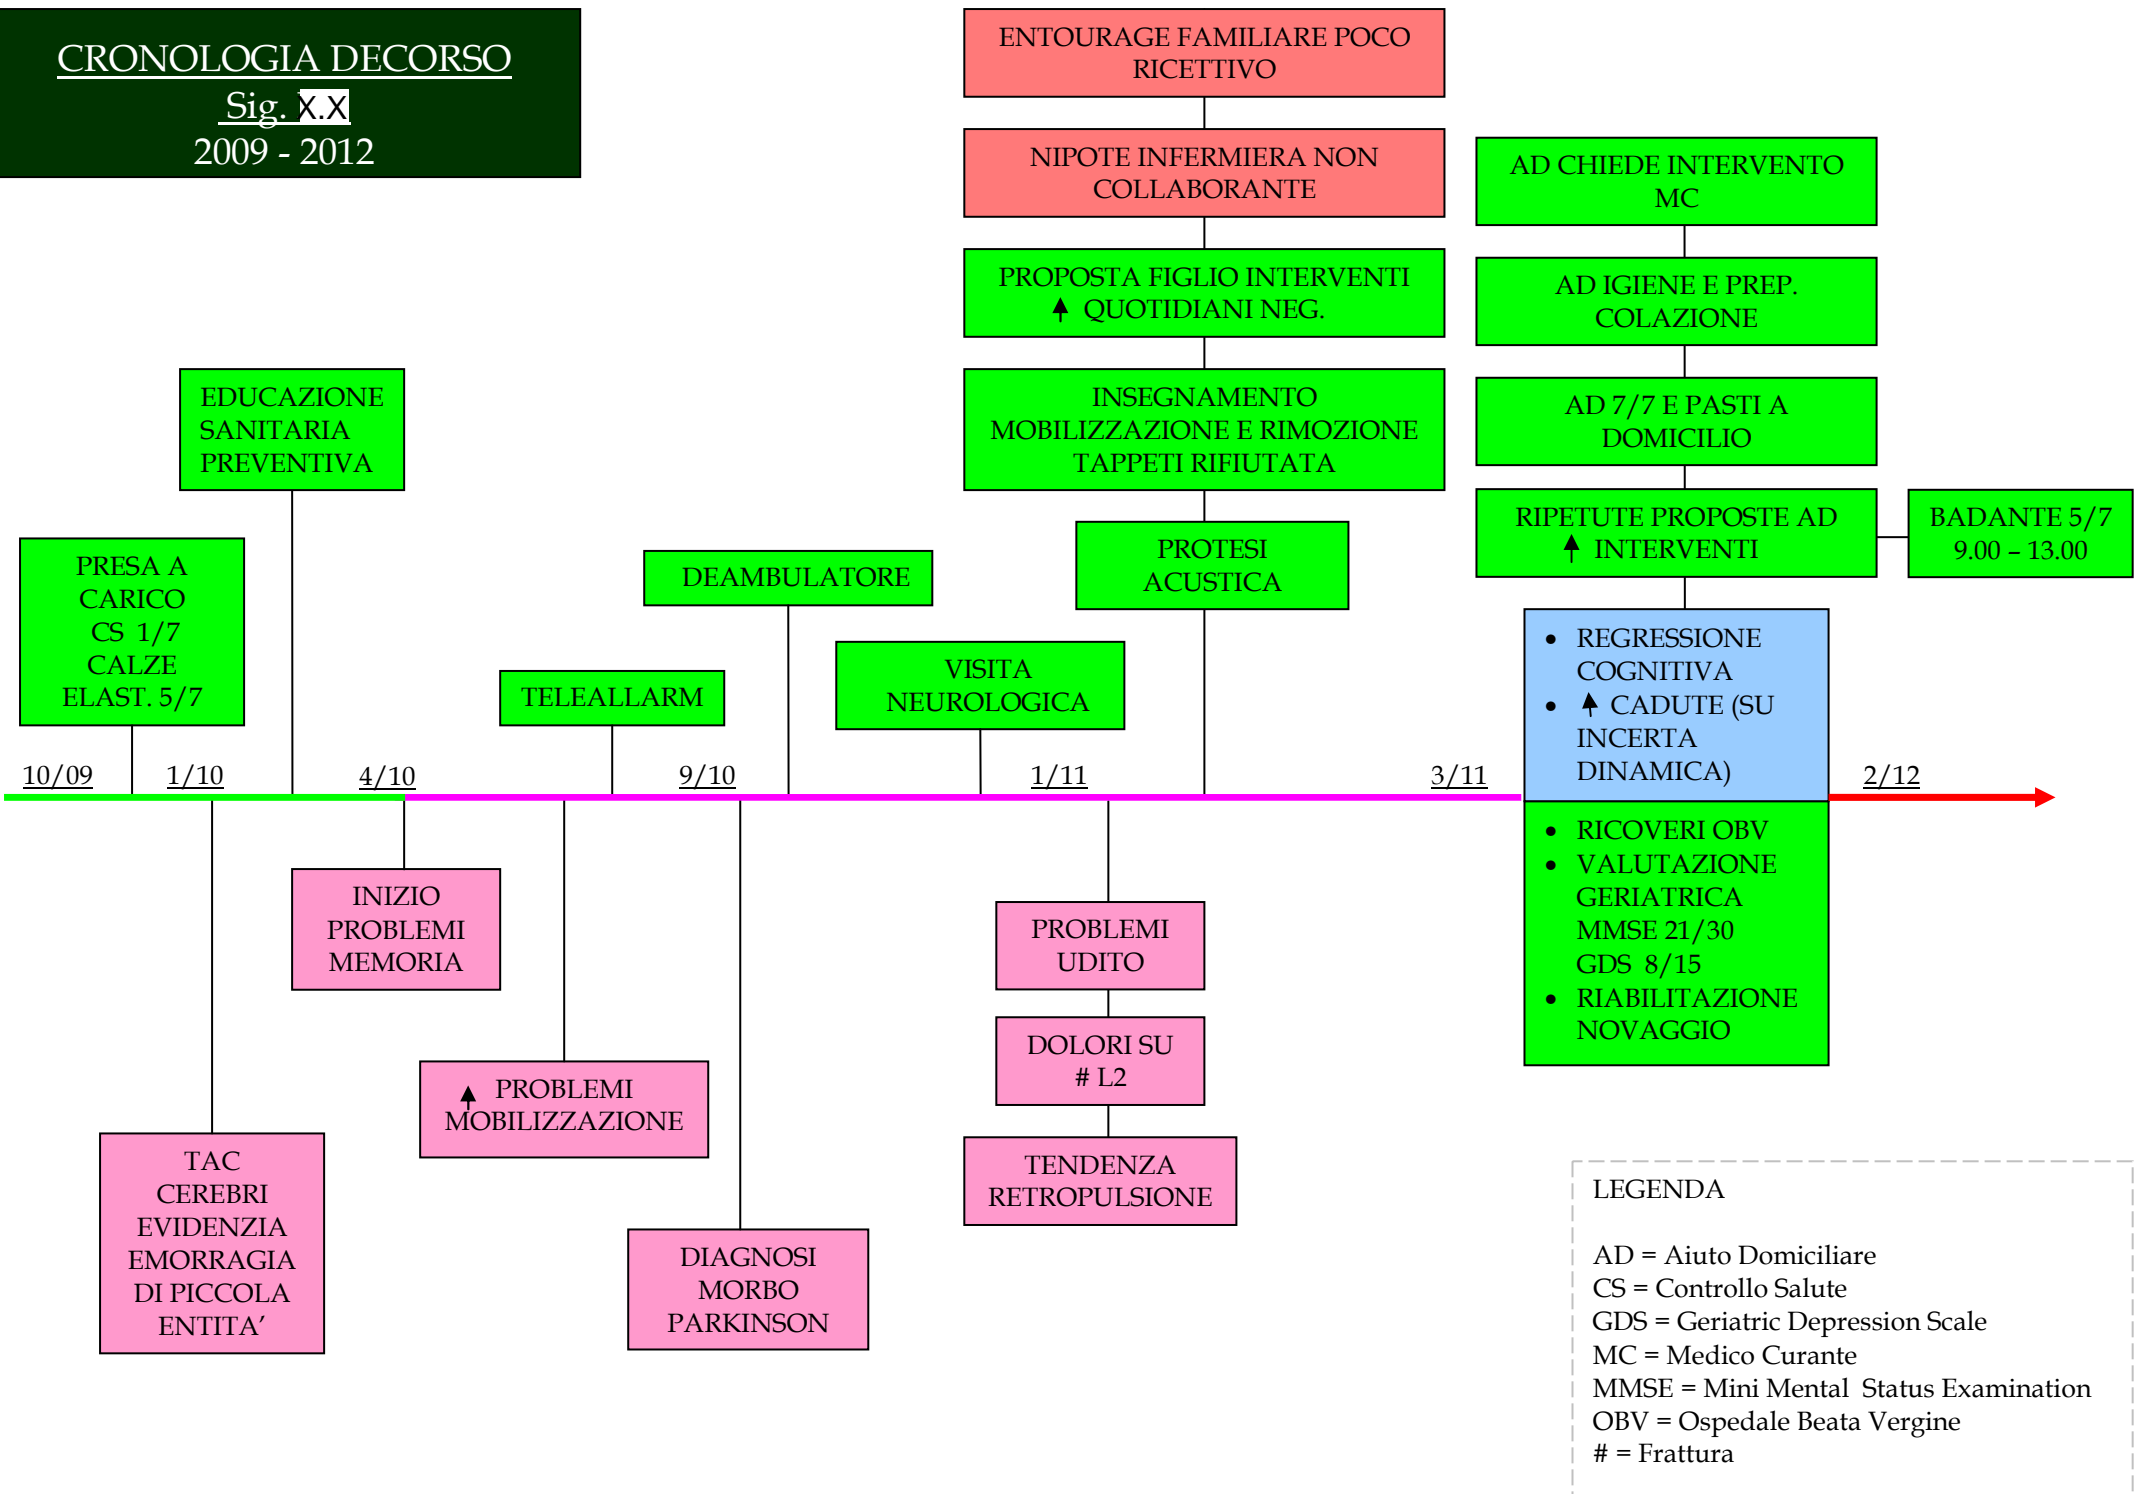 CRONOLOGIA DECORSO
Sig. X.X
2009 - 2012
ENTOURAGE FAMILIARE POCO
RICETTIVO
NIPOTE INFERMIERA NON
COLLABORANTE
PROPOSTA FIGLIO INTERVENTI
QUOTIDIANI NEG.
INSEGNAMENTO
MOBILIZZAZIONE E RIMOZIONE
TAPPETI RIFIUTATA
PROTESI
ACUSTICA
AD CHIEDE INTERVENTO
MC
AD IGIENE E PREP.
COLAZIONE
AD 7/7 E PASTI A
DOMICILIO
RIPETUTE PROPOSTE AD
INTERVENTI
BADANTE 5/7
9.00 – 13.00
EDUCAZIONE
SANITARIA
PREVENTIVA
PRESA A
CARICO
CS 1/7
CALZE
ELAST. 5/7
TELEALLARM
DEAMBULATORE
VISITA
NEUROLOGICA
• REGRESSIONE
COGNITIVA
• CADUTE (SU
INCERTA
DINAMICA)
10/09
1/10
4/10
9/10
1/11
3/11
2/12
• RICOVERI OBV
• VALUTAZIONE
GERIATRICA
MMSE 21/30
GDS 8/15
• RIABILITAZIONE
NOVAGGIO
INIZIO
PROBLEMI
MEMORIA
PROBLEMI
MOBILIZZAZIONE
TAC
CEREBRI
EVIDENZIA
EMORRAGIA
DI PICCOLA
ENTITA’
DIAGNOSI
MORBO
PARKINSON
PROBLEMI
UDITO
DOLORI SU
# L2
TENDENZA
RETROPULSIONE
LEGENDA
AD = Aiuto Domiciliare
CS = Controllo Salute
GDS = Geriatric Depression Scale
MC = Medico Curante
MMSE = Mini Mental Status Examination
OBV = Ospedale Beata Vergine
# = Frattura